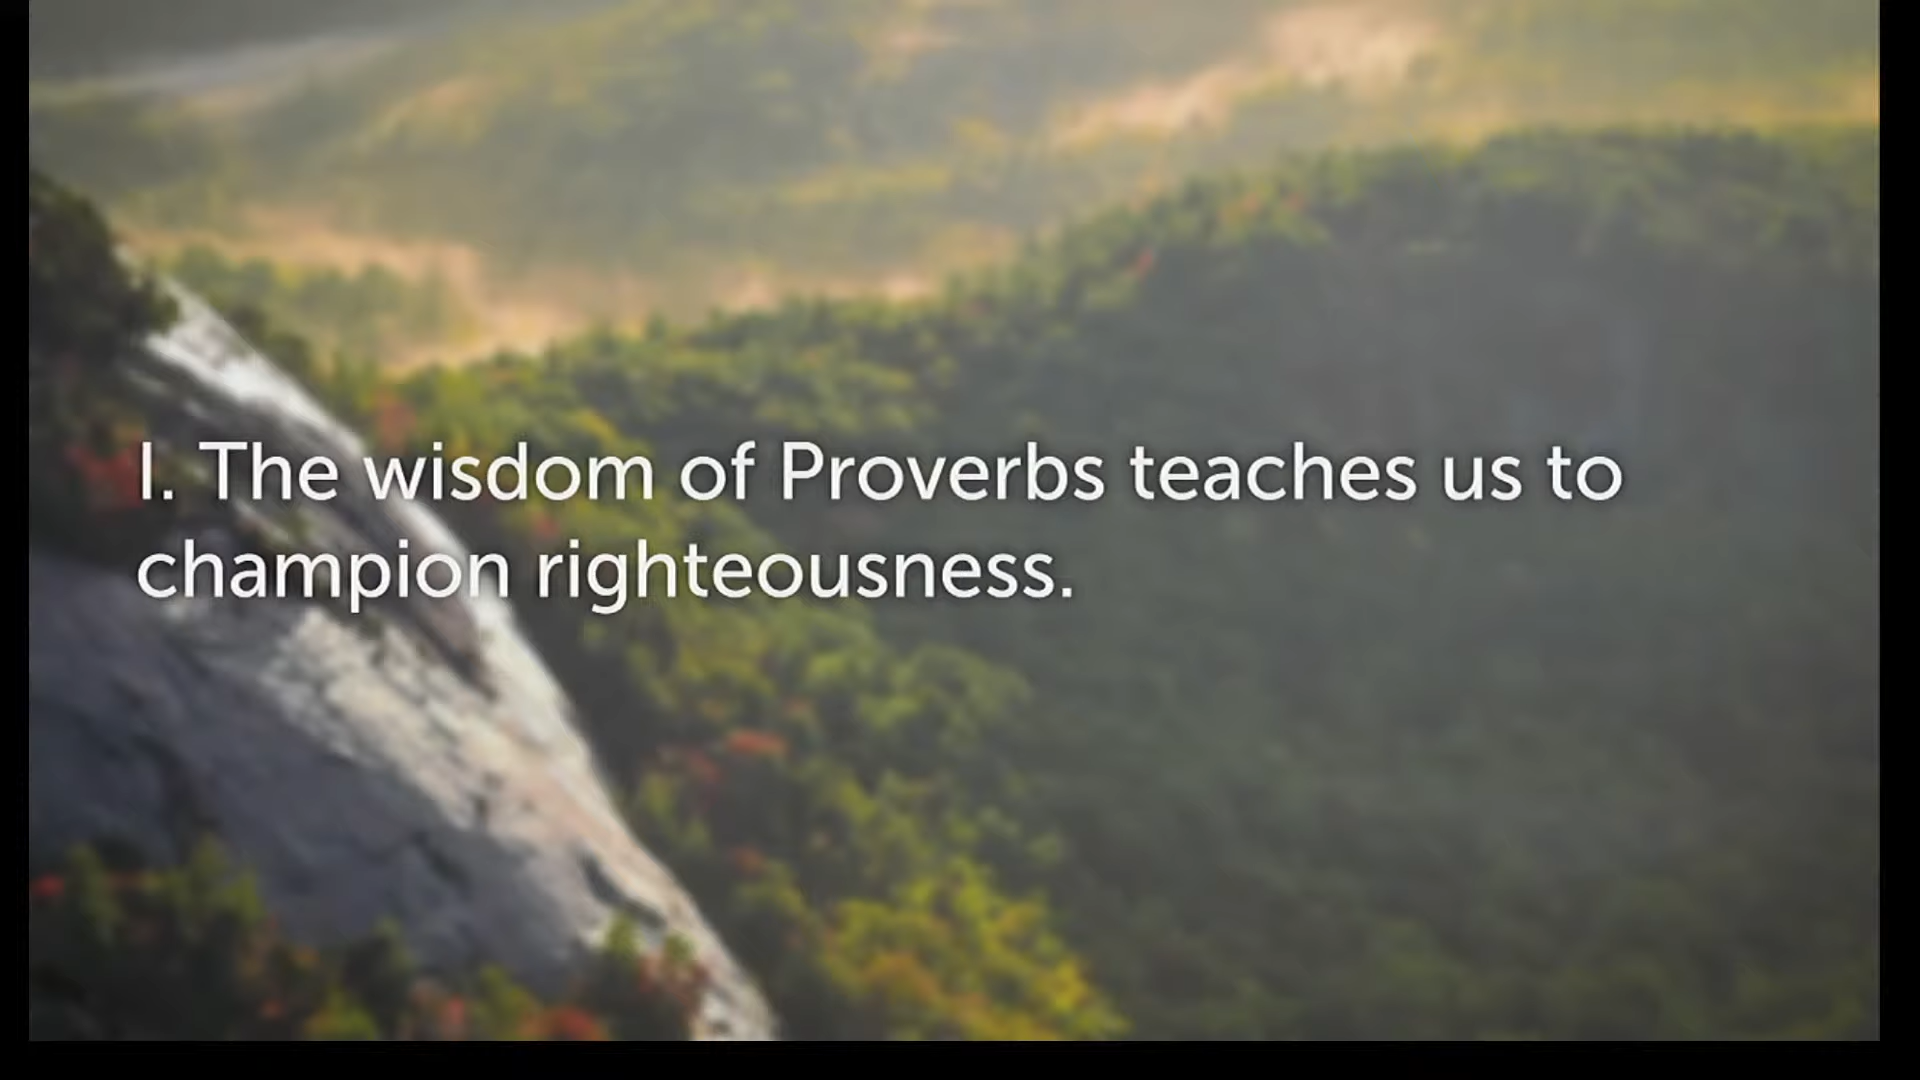 I. The wisdom of Proverbs teaches us to
champion righteousness.